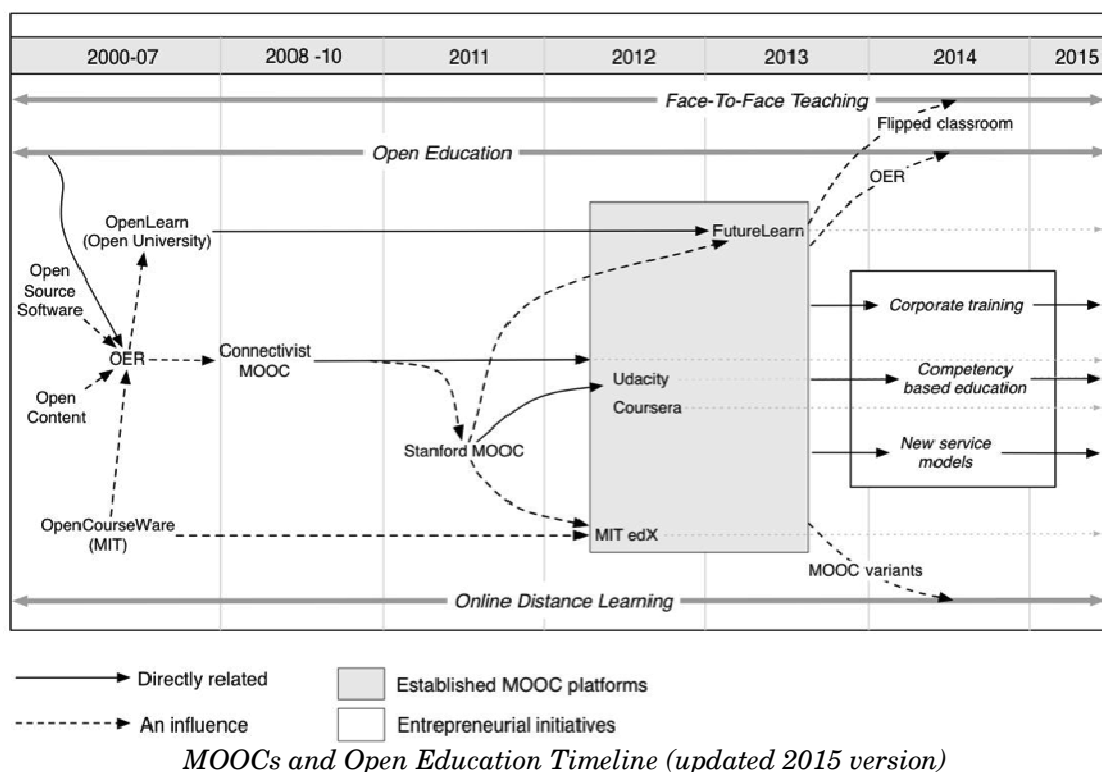 2000-07
2008 -10
2011
2012
2013
2014
2015
Face-To-Face Teaching
Flipped classroom
Open Education
OER
OpenLearn
(Open University)
FutureLearn
Open
Source
Software
Corporate training
OER
Connectivist
MOOC
Udacity
Competency
based education
Open
Content
Coursera
Stanford MOOC
New service
models
OpenCourseWare
(MIT)
MIT edX
MOOC variants
Online Distance Learning
Directly related
Established MOOC platforms
An influence
Entrepreneurial initiatives
MOOCs and Open Education Timeline (updated 2015 version)